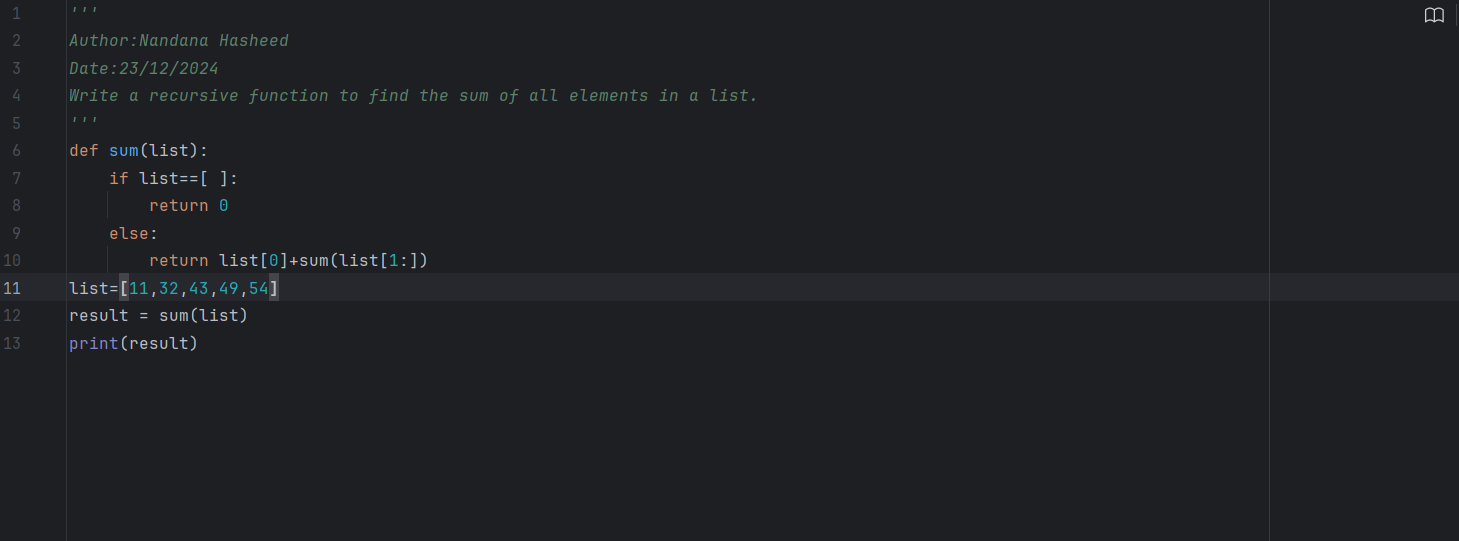 1 '''
2 Author:Nandana Hasheed
3 Date:23/12/2024
4 Write a recursive function to find the sum of all elements in a list.
5 '''
6 def sum(list):
7     if list==[ ]:
8         return 0
9     else:
10         return list[0]+sum(list[1:])
11 list=[11,32,43,49,54]
12 result = sum(list)
13 print(result)